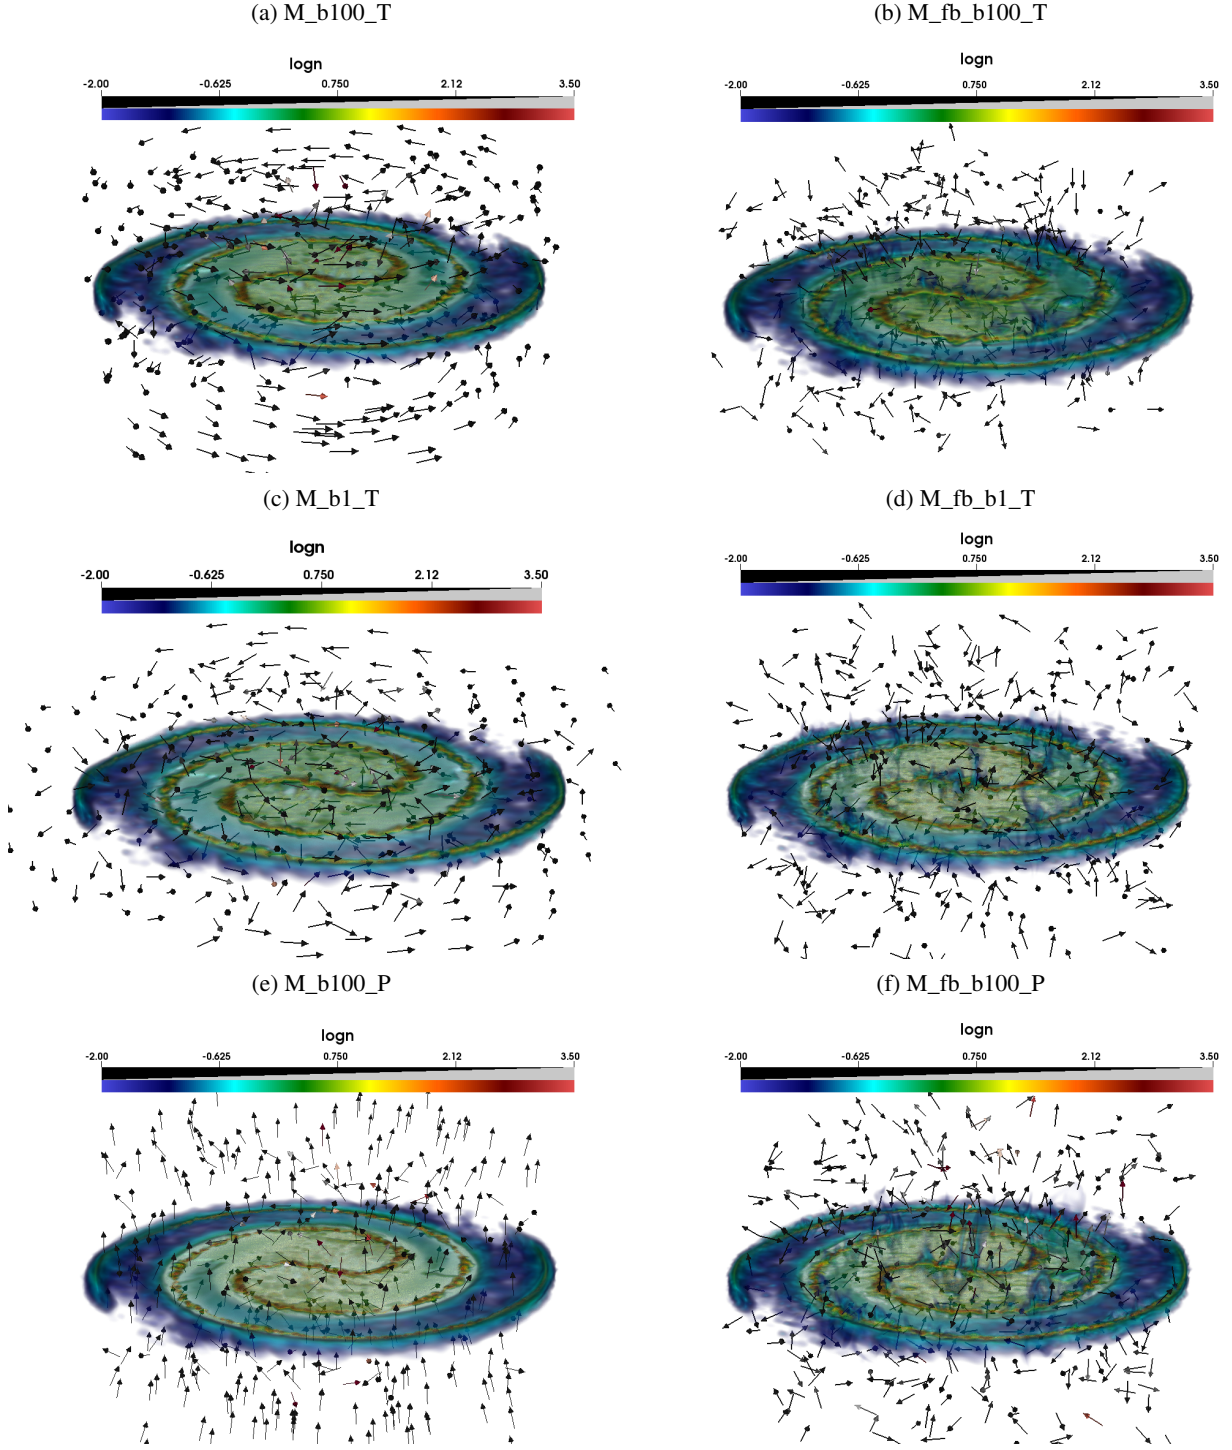 (a) M_b100_T
(b) M_fb_b100_T
logn
-2.00 -0.625 0.750 2.12 3.50
logn
-2.00 -0.625 0.750 2.12 3.50
(c) M_b1_T
(d) M_fb_b1_T
logn
-2.00 -0.625 0.750 2.12 3.50
logn
-2.00 -0.625 0.750 2.12 3.50
(e) M_b100_P
(f) M_fb_b100_P
logn
-2.00 -0.625 0.750 2.12 3.50
logn
-2.00 -0.625 0.750 2.12 3.50